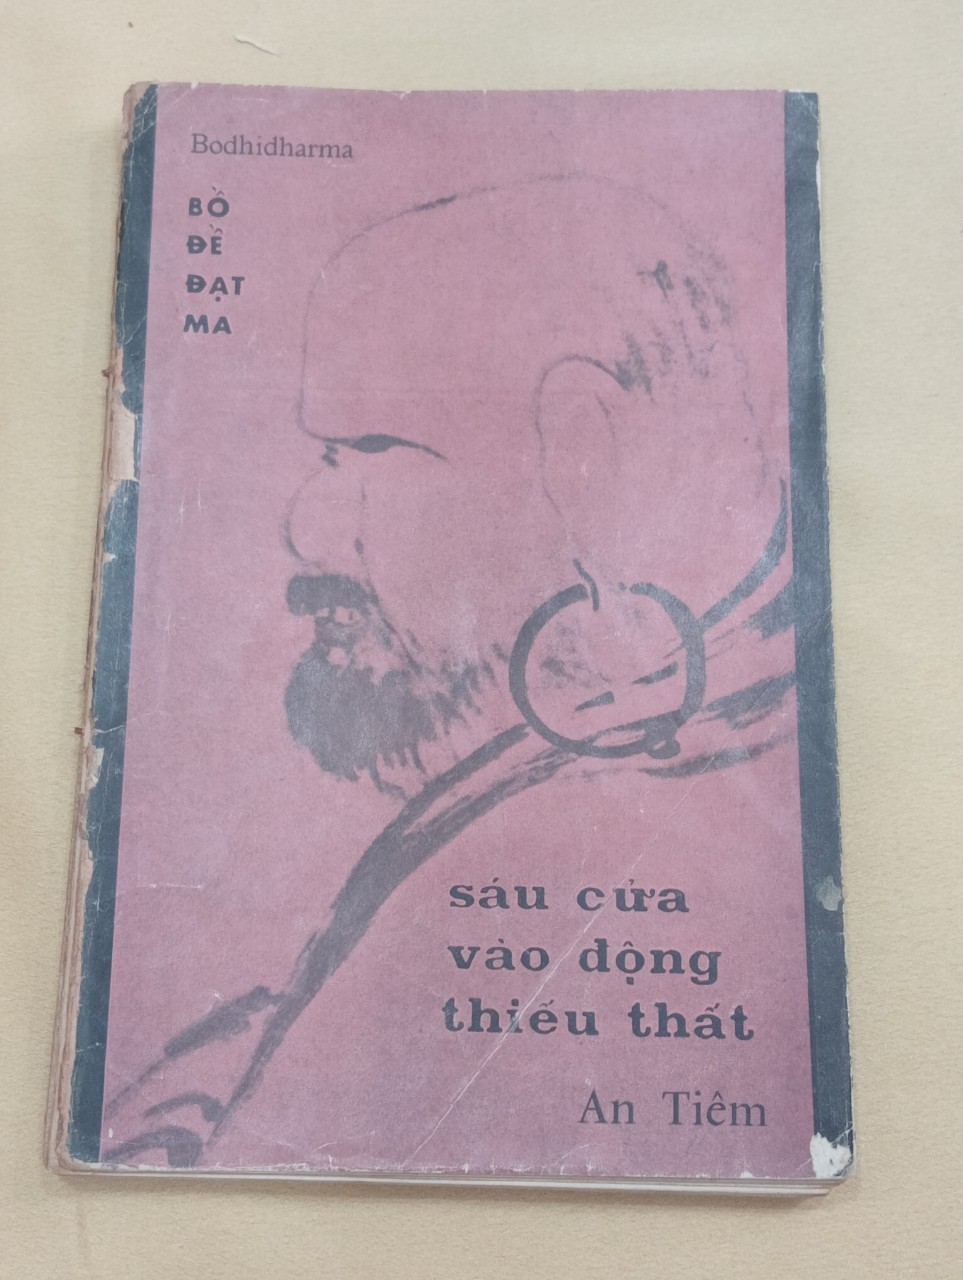 Bodhidharma
BỒ
ĐỀ
ĐẠT
MA
sáu cửa
vào động
thiếu thất
An Tiêm